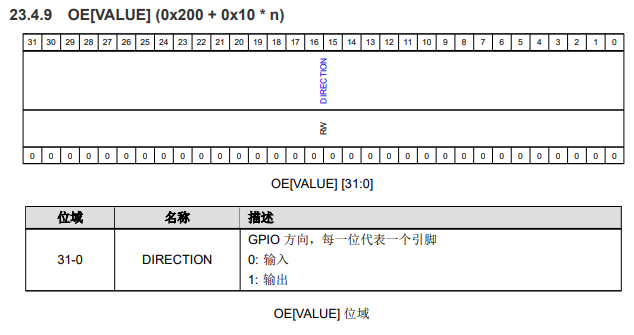 23.4.9 OE[VALUE] (0x200 + 0x10 * n)
31 30 29 28 27 26 25 24 23 22 21 20 19 18 17 16 15 14 13 12 11 10 9 8 7 6 5 4 3 2 1 0
DIRECTION
RW
0 0 0 0 0 0 0 0 0 0 0 0 0 0 0 0 0 0 0 0 0 0 0 0 0 0 0 0 0 0 0 0
OE[VALUE] [31:0]
位域 名称 描述
31-0 DIRECTION GPIO 方向，每一位代表一个引脚
0: 输入
1: 输出
OE[VALUE] 位域